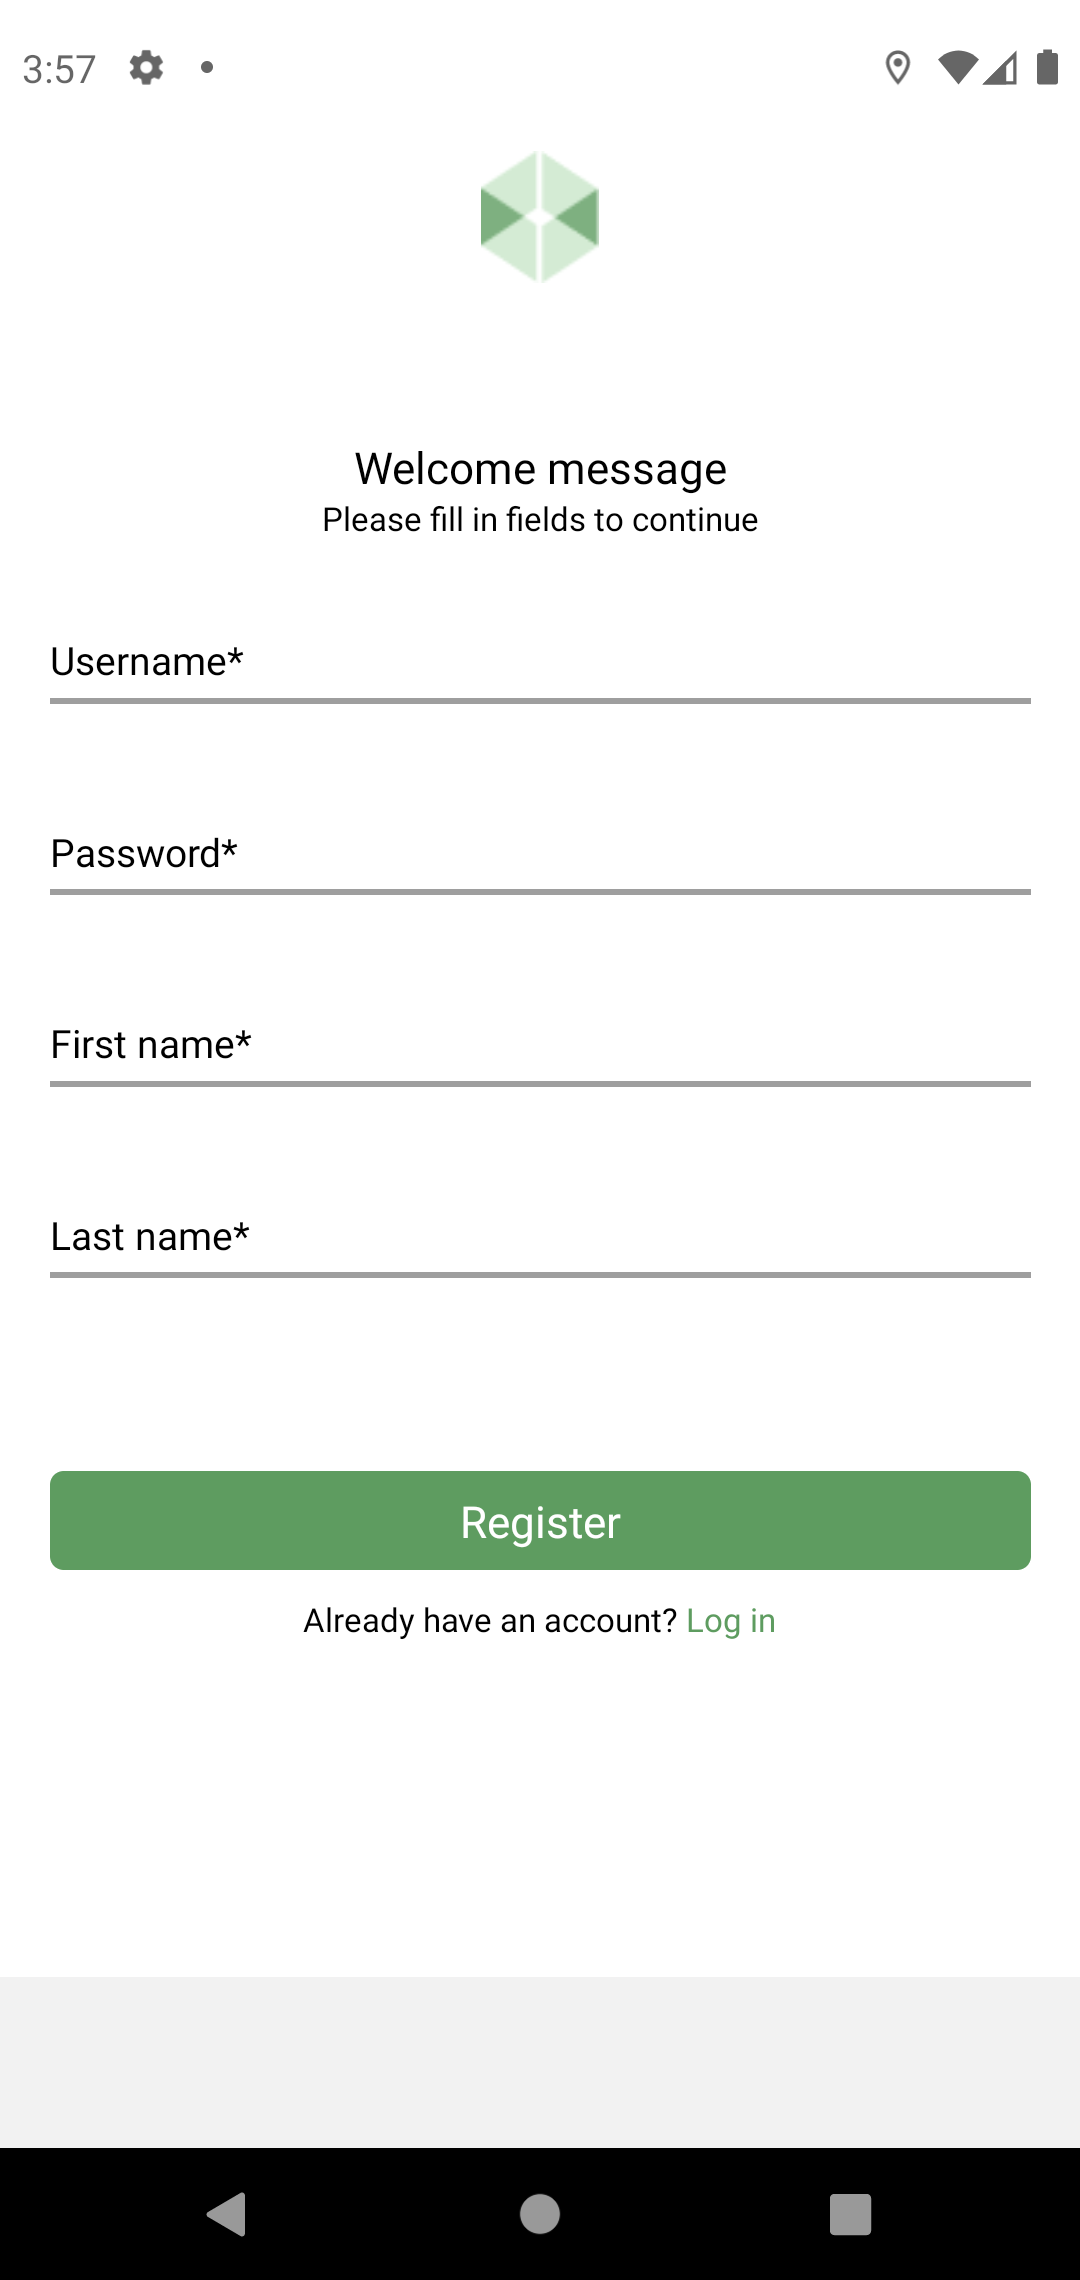 3:57
Welcome message
Please fill in fields to continue
Username*
Password*
First name*
Last name*
Register
Already have an account? Log in